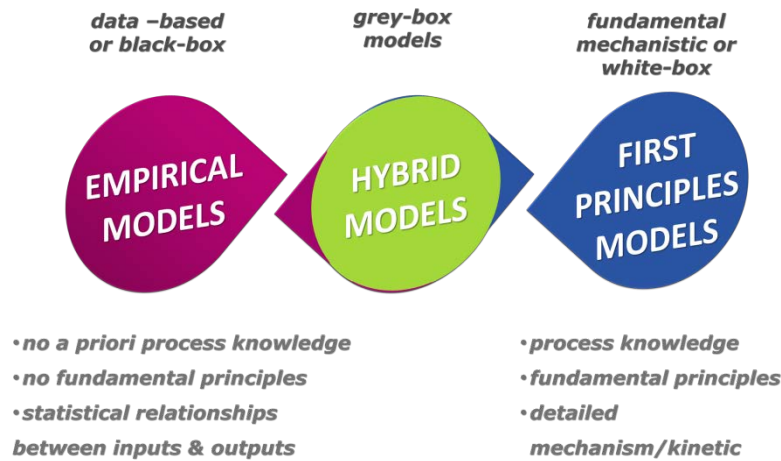 data –based
or black-box
grey-box
models
fundamental
mechanistic or
white-box
EMPIRICAL
MODELS
HYBRID
MODELS
FIRST
PRINCIPLES
MODELS
•no a priori process knowledge
•no fundamental principles
•statistical relationships
between inputs & outputs
•process knowledge
•fundamental principles
•detailed
mechanism/kinetic